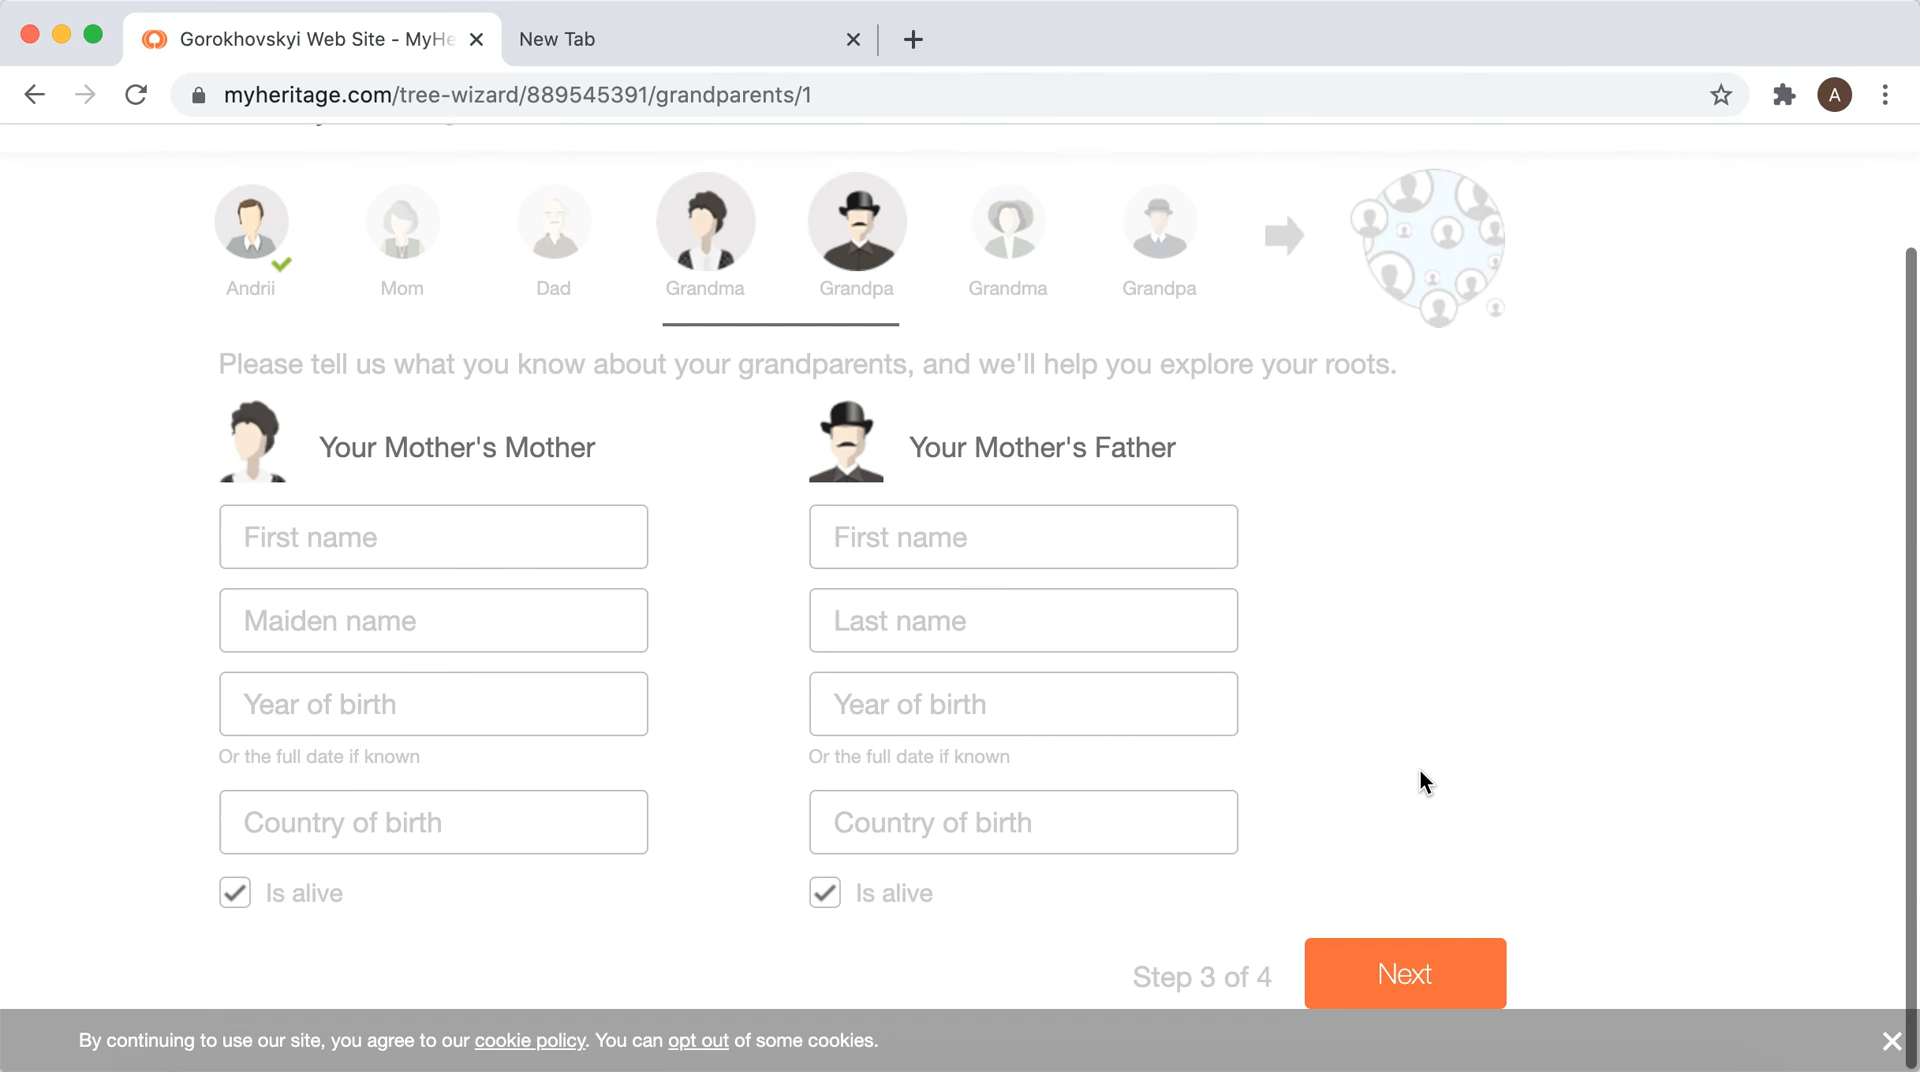 Gorokhovskyi Web Site - MyHe
New Tab
myheritage.com/tree-wizard/889545391/grandparents/1
A
Andrii
Mom
Dad
Grandma
Grandpa
Grandma
Grandpa
Please tell us what you know about your grandparents, and we'll help you explore your roots.
Your Mother's Mother
Your Mother's Father
First name
First name
Maiden name
Last name
Year of birth
Year of birth
Or the full date if known
Or the full date if known
Country of birth
Country of birth
Is alive
Is alive
Step 3 of 4
Next
By continuing to use our site, you agree to our cookie policy. You can opt out of some cookies.